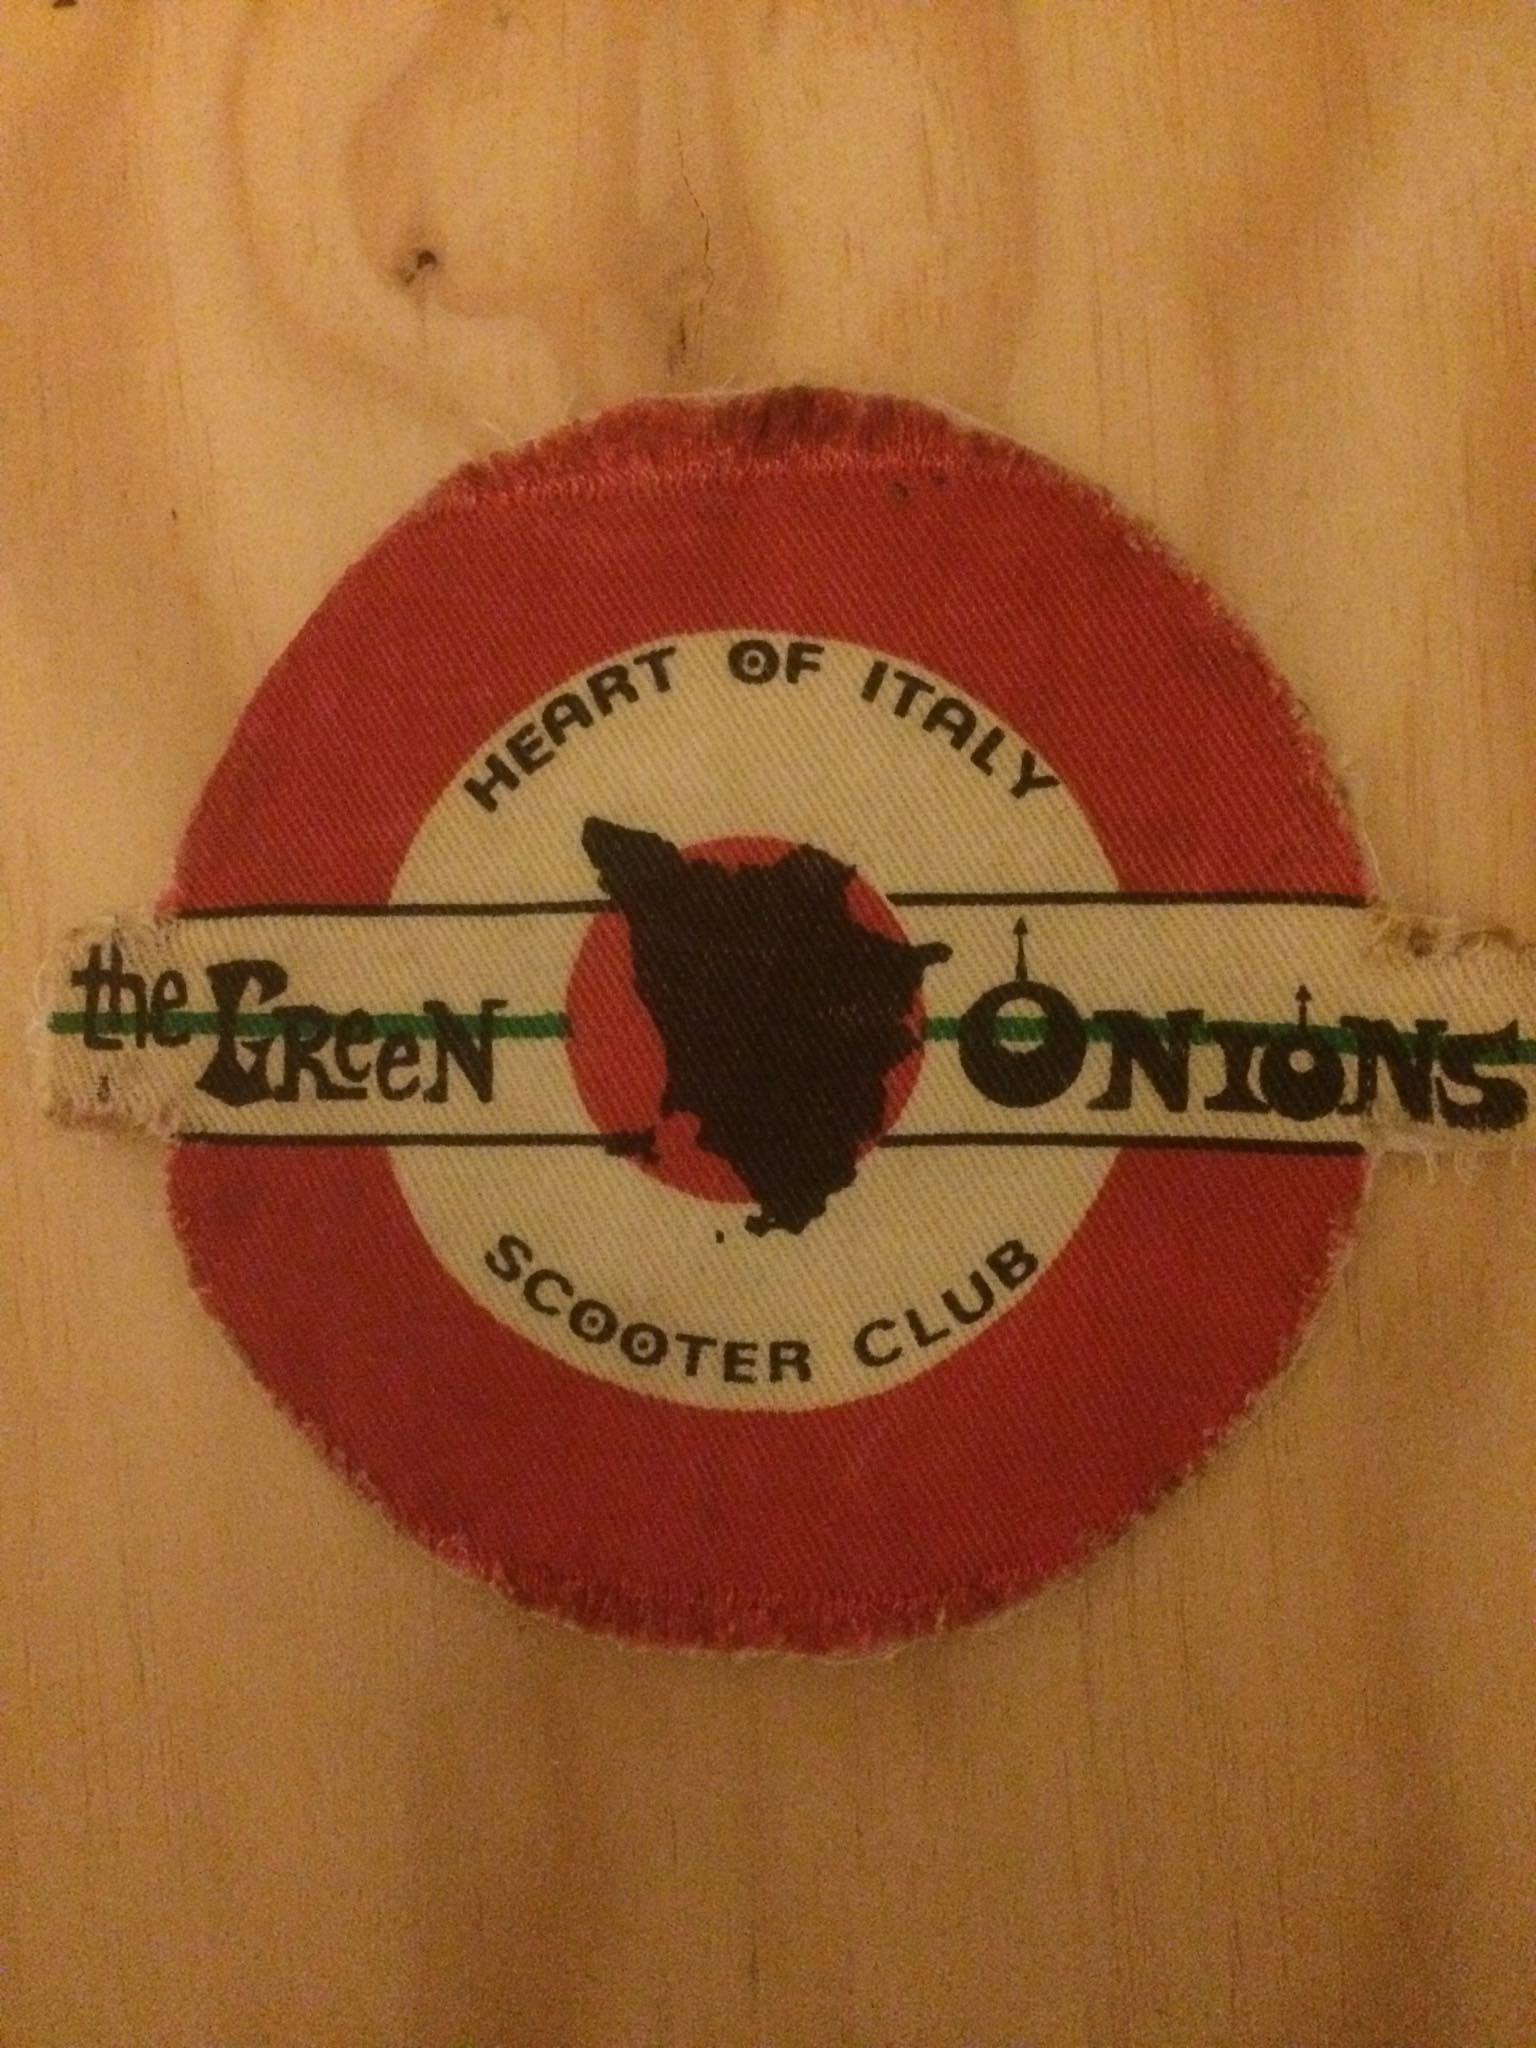 HEART OF ITALY
the GREEN ONIONS
SCOOTER CLUB